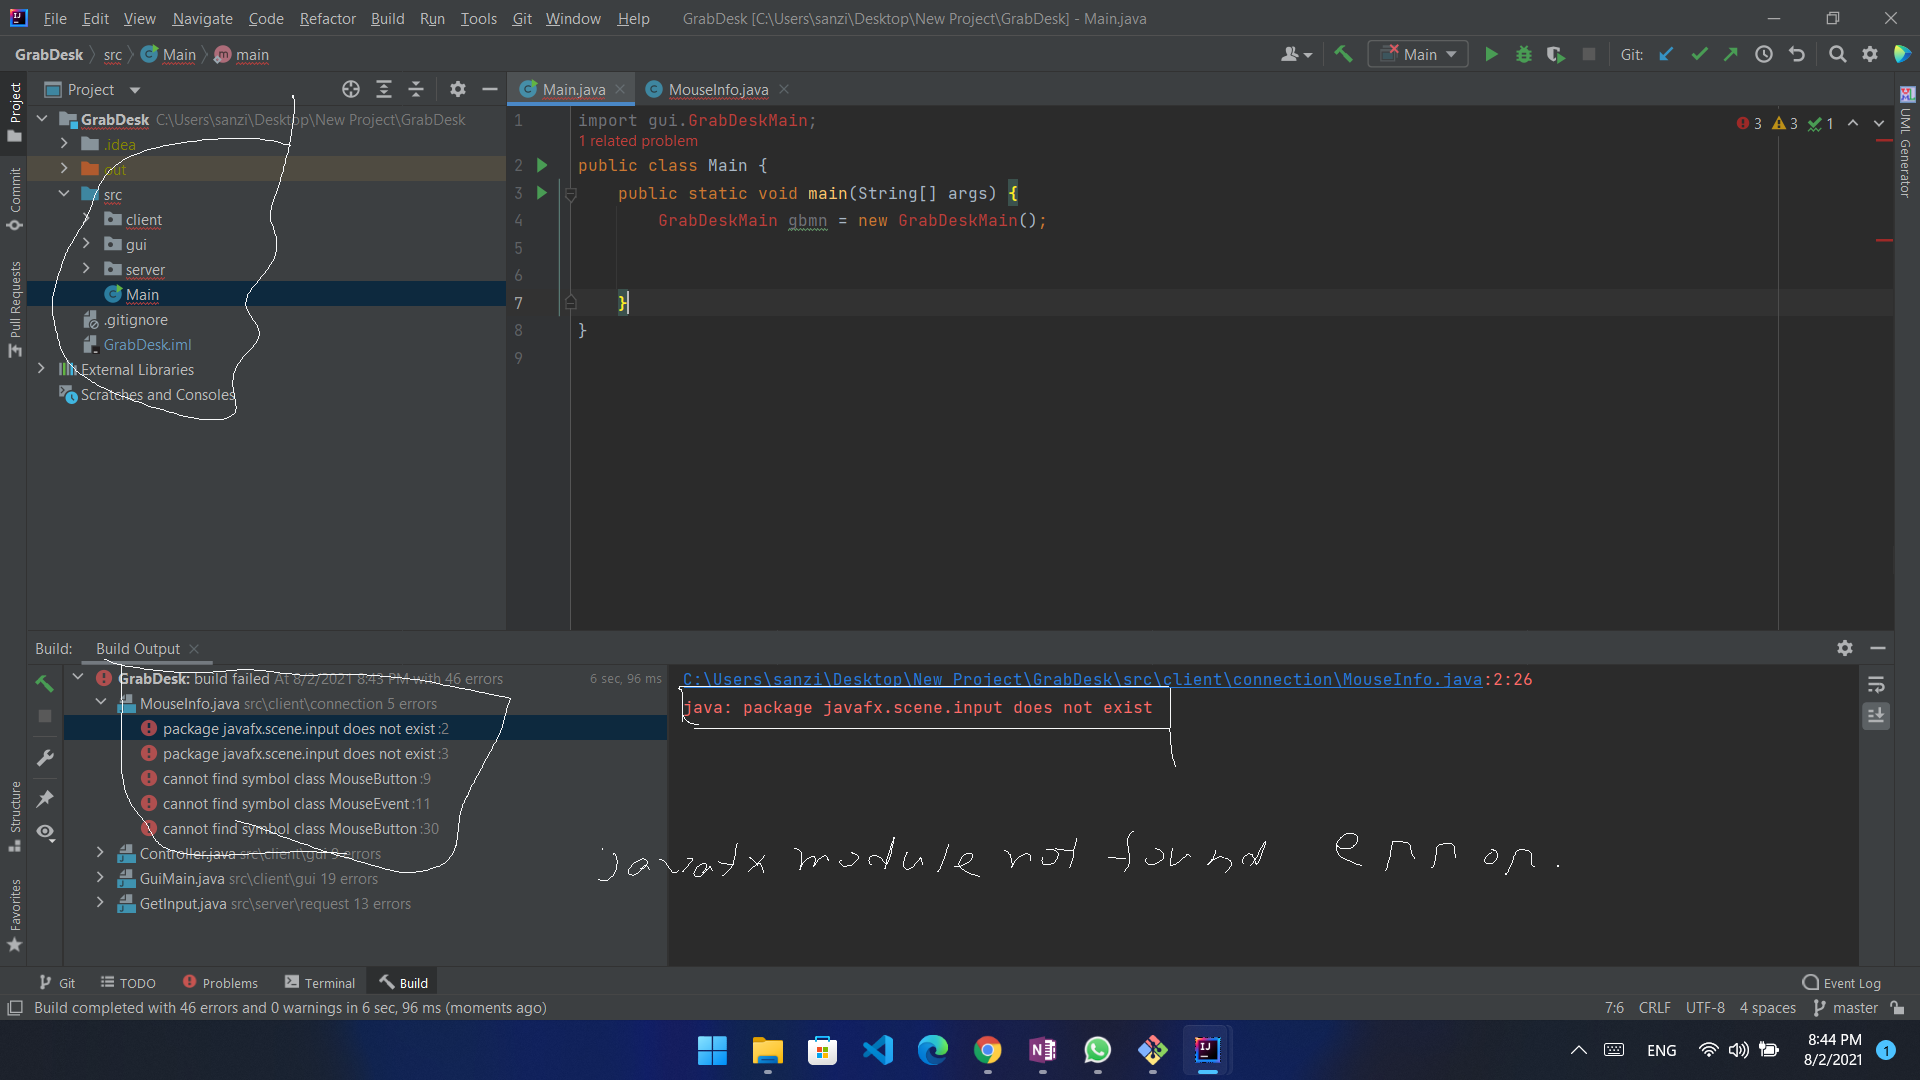 File Edit View Navigate Code Refactor Build Run Tools Git Window Help GrabDesk [C:\Users\sanzi\Desktop\New Project\GrabDesk] - Main.java
GrabDesk src Main main
Main Git:
Project
Main.java MouseInfo.java
GrabDesk C:\Users\sanzi\Desktop\New Project\GrabDesk
.idea
out
src
client
gui
server
Main
.gitignore
GrabDesk.iml
External Libraries
Scratches and Consoles
Project
Commit
Pull Requests
Structure
Favorites
1 import gui.GrabDeskMain;
1 related problem
2 public class Main {
3 public static void main(String[] args) {
4 GrabDeskMain gbmn = new GrabDeskMain();
5
6
7 }
8 }
9
3 3 1
UML Generator
Build: Build Output
GrabDesk: build failed At 8/2/2021 8:43 PM with 46 errors 6 sec, 96 ms
MouseInfo.java src\client\connection 5 errors
package javafx.scene.input does not exist :2
package javafx.scene.input does not exist :3
cannot find symbol class MouseButton :9
cannot find symbol class MouseEvent :11
cannot find symbol class MouseButton :30
Controller.java src\client\gui 9 errors
GuiMain.java src\client\gui 19 errors
GetInput.java src\server\request 13 errors
C:\Users\sanzi\Desktop\New Project\GrabDesk\src\client\connection\MouseInfo.java:2:26
java: package javafx.scene.input does not exist
javafx module not found error.
Git TODO Problems Terminal Build Event Log
Build completed with 46 errors and 0 warnings in 6 sec, 96 ms (moments ago) 7:6 CRLF UTF-8 4 spaces master
ENG 8:44 PM
8/2/2021 1